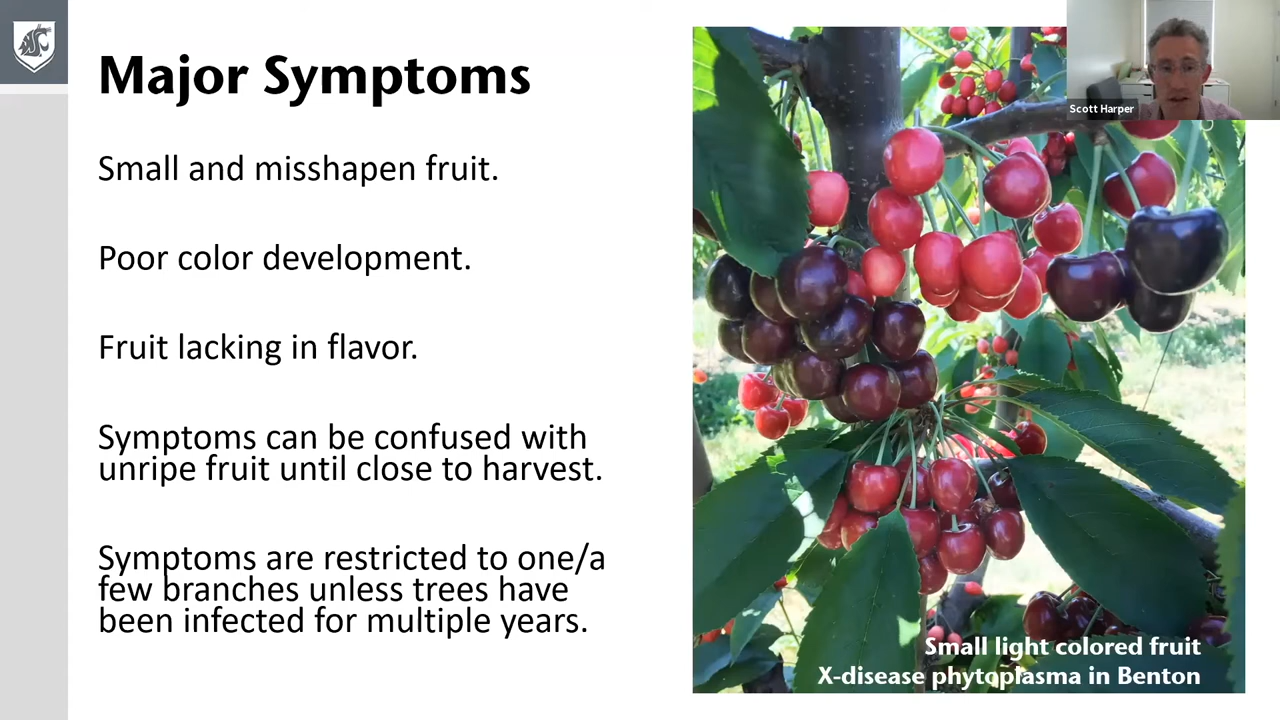 Major Symptoms
Small and misshapen fruit.
Poor color development.
Fruit lacking in flavor.
Symptoms can be confused with
unripe fruit until close to harvest.
Symptoms are restricted to one/a
few branches unless trees have
been infected for multiple years.
Scott Harper
Small light colored fruit
X-disease phytoplasma in Benton